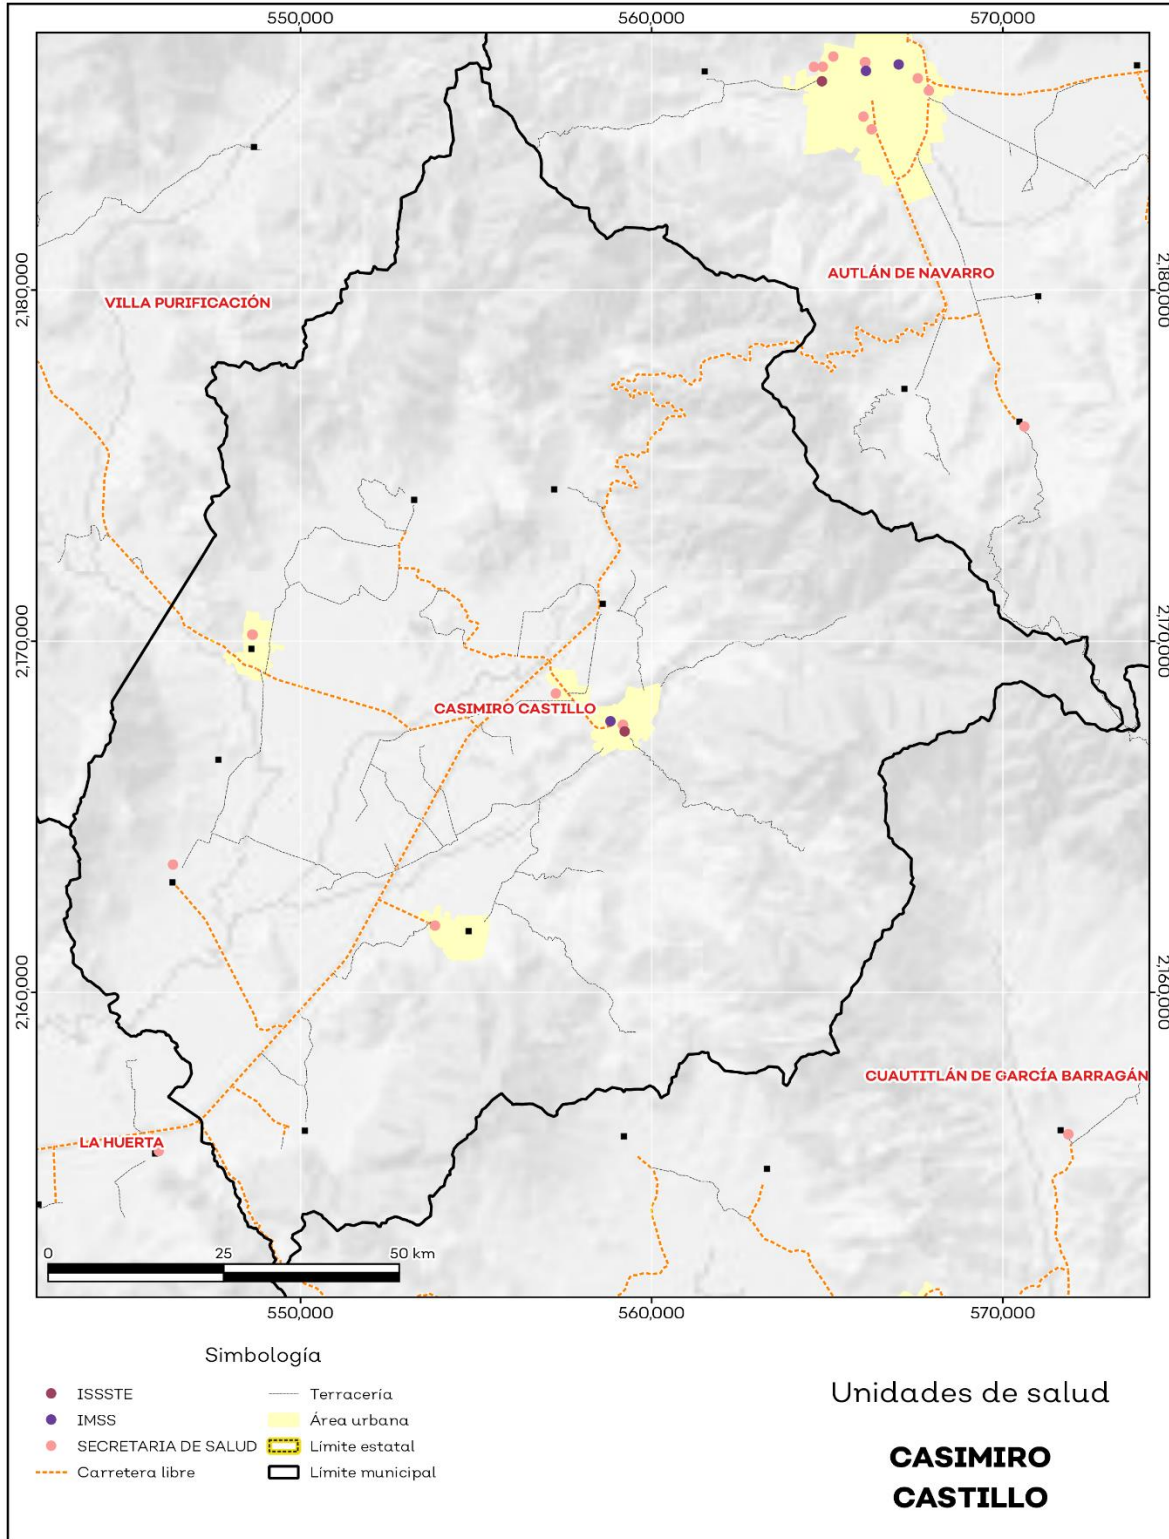 550,000
560,000
570,000
2,180,000
2,180,000
AUTLÁN DE NAVARRO
VILLA PURIFICACIÓN
2,170,000
2,170,000
CASIMIRO CASTILLO
2,160,000
2,160,000
CUAUTITLÁN DE GARCÍA BARRAGÁN
LA HUERTA
0
25
50 km
550,000
560,000
570,000
Simbología
ISSSTE
IMSS
SECRETARIA DE SALUD
Carretera libre
Terracería
Área urbana
Límite estatal
Límite municipal
Unidades de salud
CASIMIRO
CASTILLO